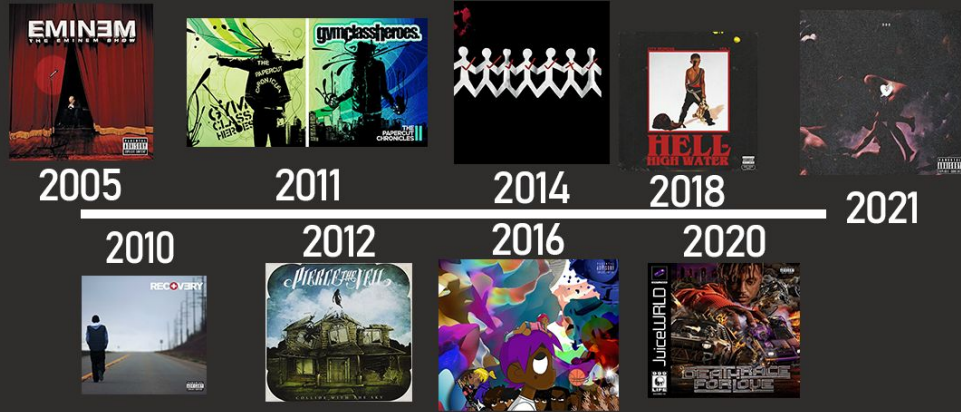 EMINEM
THE EMINEM SHOW
2005
THE
PAPERCUT
CHRONICLES
GYM
CLASS
HEROES
gymclassheroes.
THE
PAPERCUT
CHRONICLES II
2011
2014
HELL
HIGH WATER
2018
2021
2010
RECOVERY
2012
PIERCE THE VEIL
COLLIDE WITH THE SKY
2016
2020
JuiceWRLD
DEATHRACE
FOR LOVE